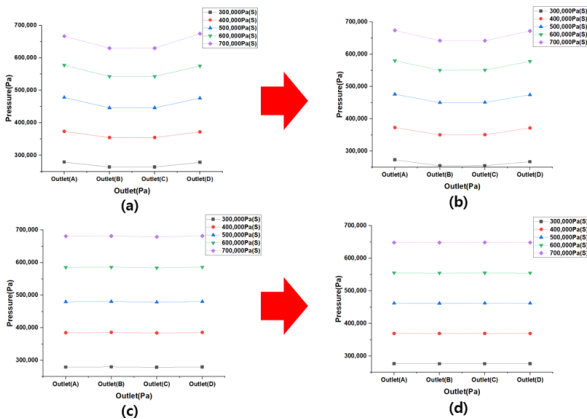 700,000
600,000
500,000
400,000
300,000
Pressure(Pa)
300,000Pa(S)
400,000Pa(S)
500,000Pa(S)
600,000Pa(S)
700,000Pa(S)
Outlet(A) Outlet(B) Outlet(C) Outlet(D)
Outlet(Pa)
(a)
700,000
600,000
500,000
400,000
300,000
Pressure(Pa)
300,000Pa(S)
400,000Pa(S)
500,000Pa(S)
600,000Pa(S)
700,000Pa(S)
Outlet(A) Outlet(B) Outlet(C) Outlet(D)
Outlet(Pa)
(b)
700,000
600,000
500,000
400,000
300,000
Pressure(Pa)
300,000Pa(S)
400,000Pa(S)
500,000Pa(S)
600,000Pa(S)
700,000Pa(S)
Outlet(A) Outlet(B) Outlet(C) Outlet(D)
Outlet(Pa)
(c)
700,000
600,000
500,000
400,000
300,000
Pressure(Pa)
300,000Pa(S)
400,000Pa(S)
500,000Pa(S)
600,000Pa(S)
700,000Pa(S)
Outlet(A) Outlet(B) Outlet(C) Outlet(D)
Outlet(Pa)
(d)